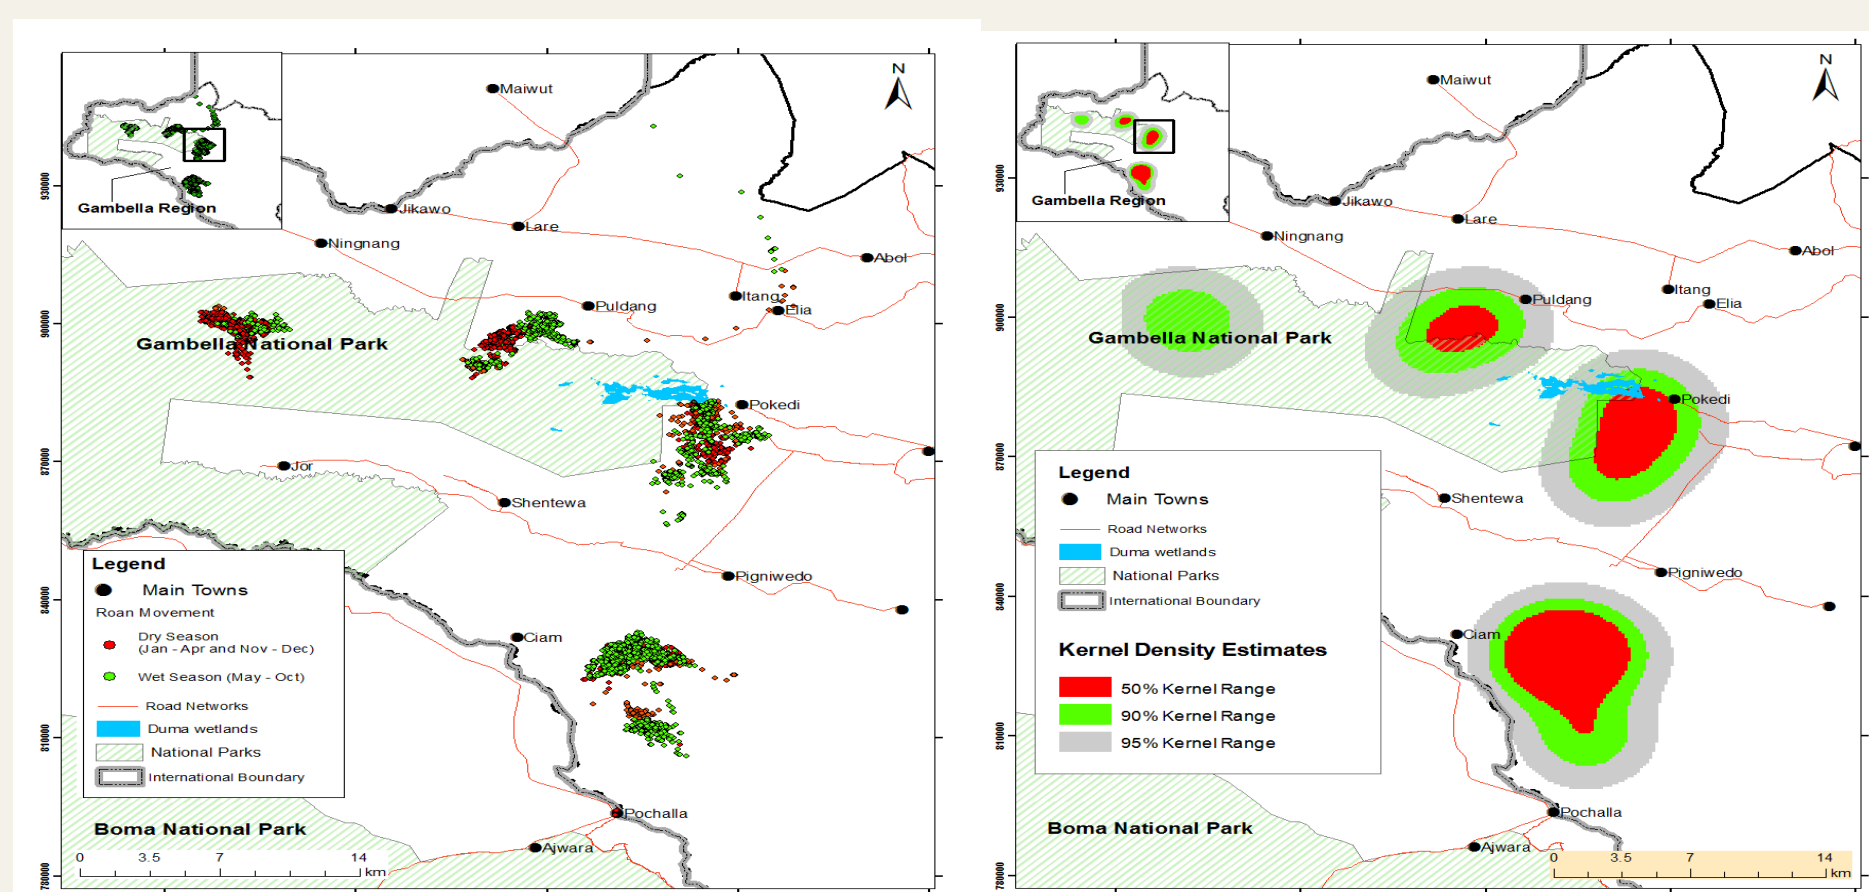 N
Maiwut
Gambella Region
Jikawo
Lare
Ningnang
Abol
Itang
Puldang
Elia
Gambella National Park
Pokedi
Jor
Shentewa
Pigniwedo
Ciam
Pochalla
Ajwara
Boma National Park
930000
900000
870000
840000
810000
780000
Legend
Main Towns
Roan Movement
Dry Season
(Jan - Apr and Nov - Dec)
Wet Season (May - Oct)
Road Networks
Duma wetlands
National Parks
International Boundary
0 3.5 7 14
km
N
Maiwut
Gambella Region
Jikawo
Lare
Ningnang
Abol
Itang
Puldang
Elia
Gambella National Park
Pokedi
Shentewa
Pigniwedo
Ciam
Pochalla
Ajwara
Boma National Park
930000
900000
870000
840000
810000
780000
Legend
Main Towns
Road Networks
Duma wetlands
National Parks
International Boundary
Kernel Density Estimates
50% Kernel Range
90% Kernel Range
95% Kernel Range
0 3.5 7 14
km